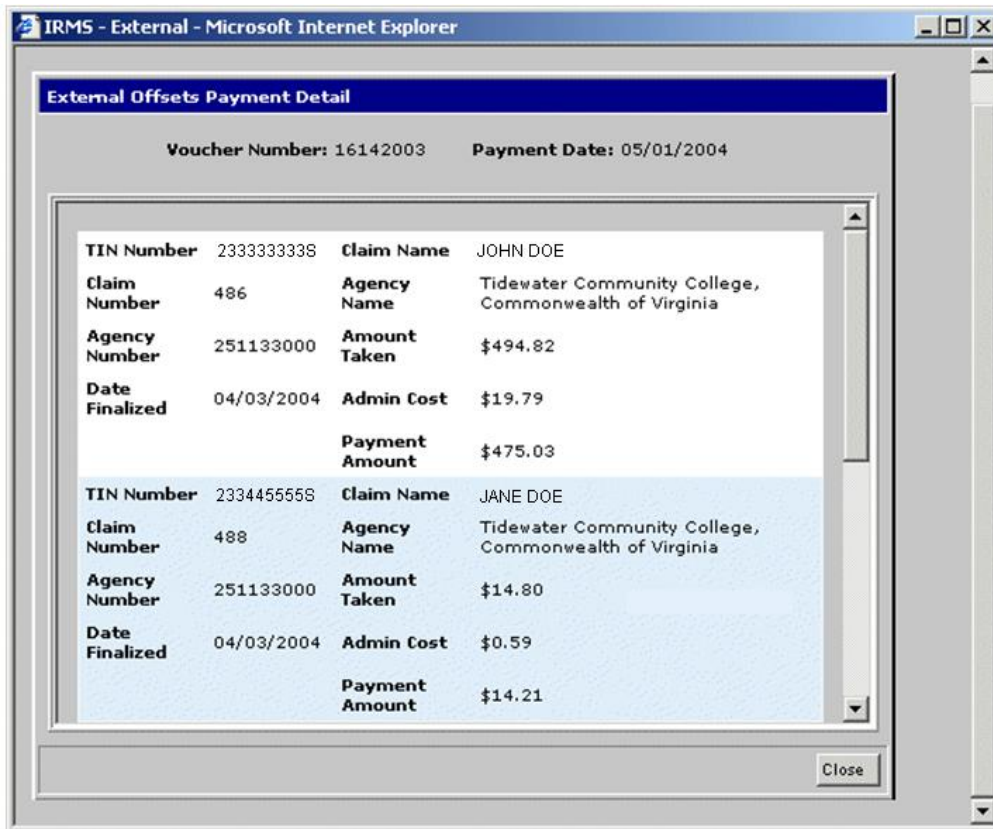 IRMS - External - Microsoft Internet Explorer
External Offsets Payment Detail
Voucher Number: 16142003 Payment Date: 05/01/2004
TIN Number 233333333S Claim Name JOHN DOE
Claim Number 486 Agency Name Tidewater Community College,
Commonwealth of Virginia
Agency Number 251133000 Amount Taken $494.82
Date Finalized 04/03/2004 Admin Cost $19.79
Payment Amount $475.03
TIN Number 233445555S Claim Name JANE DOE
Claim Number 488 Agency Name Tidewater Community College,
Commonwealth of Virginia
Agency Number 251133000 Amount Taken $14.80
Date Finalized 04/03/2004 Admin Cost $0.59
Payment Amount $14.21
Close